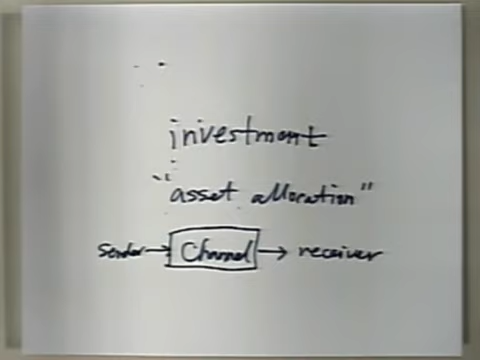 investment
"asset allocation"
sender → Channel → receiver